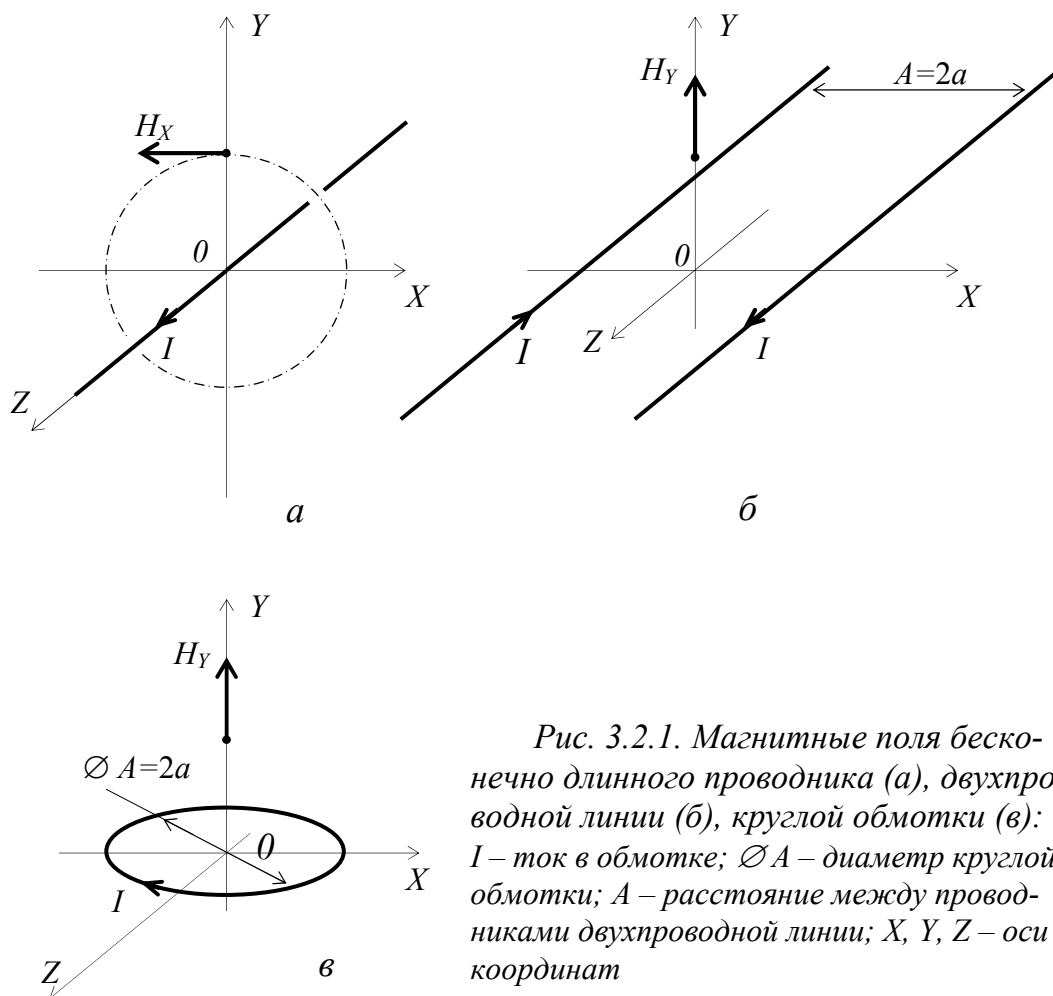 Y
H_X
0
X
I
Z
а
Y
H_Y
A=2a
0
X
Z
I
I
б
Y
H_Y
∅ A=2a
0
X
I
Z
в
Рис. 3.2.1. Магнитные поля беско-
нечно длинного проводника (а), двухпро
водной линии (б), круглой обмотки (в):
I – ток в обмотке; ∅ A – диаметр круглой
обмотки; A – расстояние между провод-
никами двухпроводной линии; X, Y, Z – оси
координат